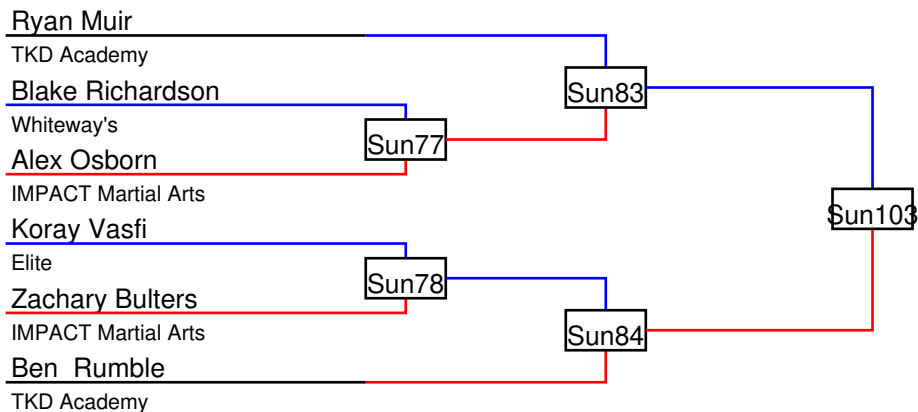 Ryan Muir
TKD Academy
Blake Richardson
Whiteway's
Alex Osborn
IMPACT Martial Arts
Koray Vasfi
Elite
Zachary Bulters
IMPACT Martial Arts
Ben  Rumble
TKD Academy
Sun77
Sun78
Sun83
Sun84
Sun103